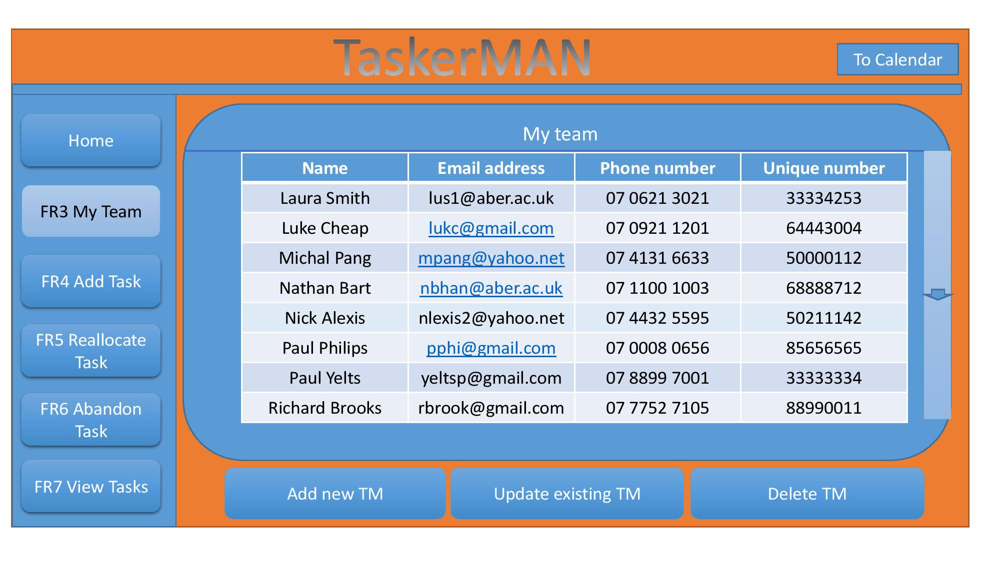 TaskerMAN
To Calendar
Home
FR3 My Team
FR4 Add Task
FR5 Reallocate
Task
FR6 Abandon
Task
FR7 View Tasks
My team
Name Email address Phone number Unique number
Laura Smith lus1@aber.ac.uk 07 0621 3021 33334253
Luke Cheap lukc@gmail.com 07 0921 1201 64443004
Michal Pang mpang@yahoo.net 07 4131 6633 50000112
Nathan Bart nbhan@aber.ac.uk 07 1100 1003 68888712
Nick Alexis nlexis2@yahoo.net 07 4432 5595 50211142
Paul Philips pphi@gmail.com 07 0008 0656 85656565
Paul Yelts yeltsp@gmail.com 07 8899 7001 33333334
Richard Brooks rbrook@gmail.com 07 7752 7105 88990011
Add new TM
Update existing TM
Delete TM